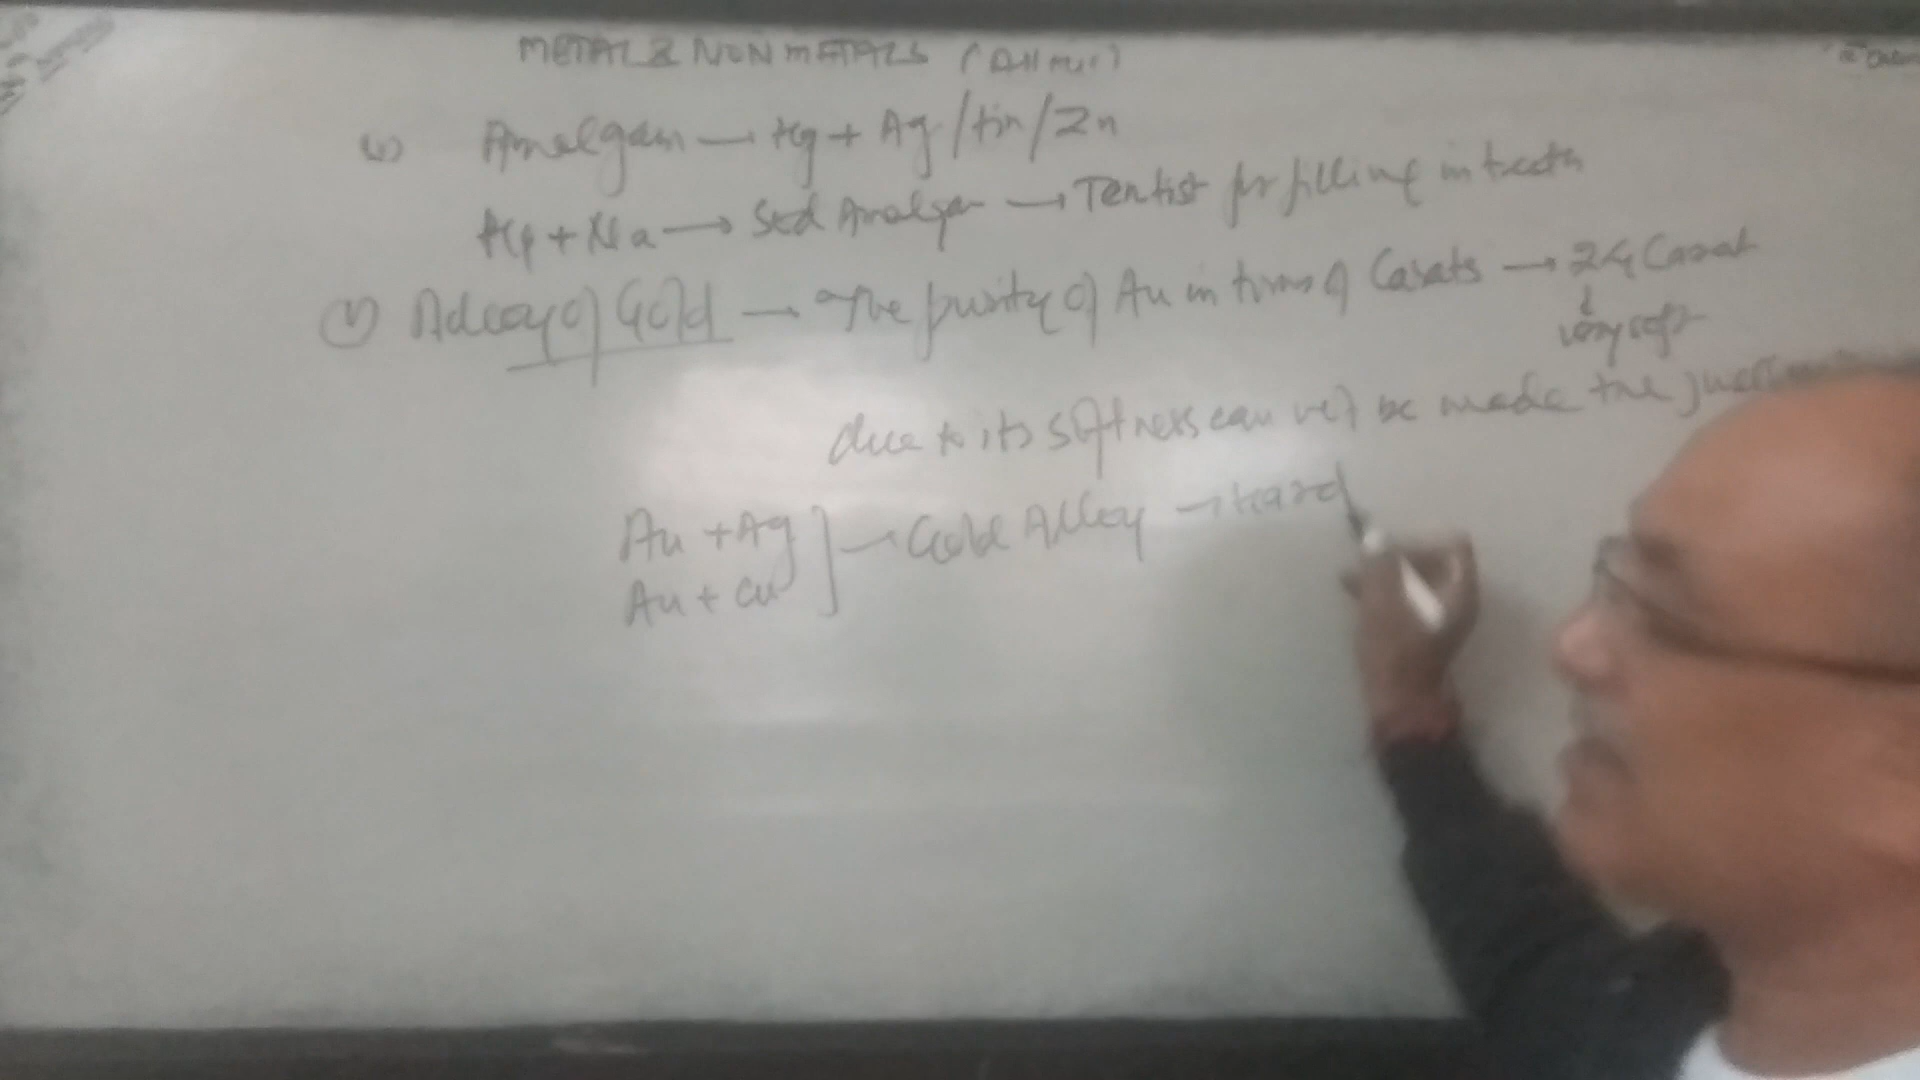 METAL & NON METALS
Amalgam → Hg + Ag/tin/Zn
Hg + Na → Sod Amalgam → Tentist for filling in teeth
(v) Alloy of Gold → The purity of Au in terms of Carats → 24 Carat
↓
very soft
due to its softness can not be made the
Au + Ag ] → Gold Alloy → Hard
Au + Cu